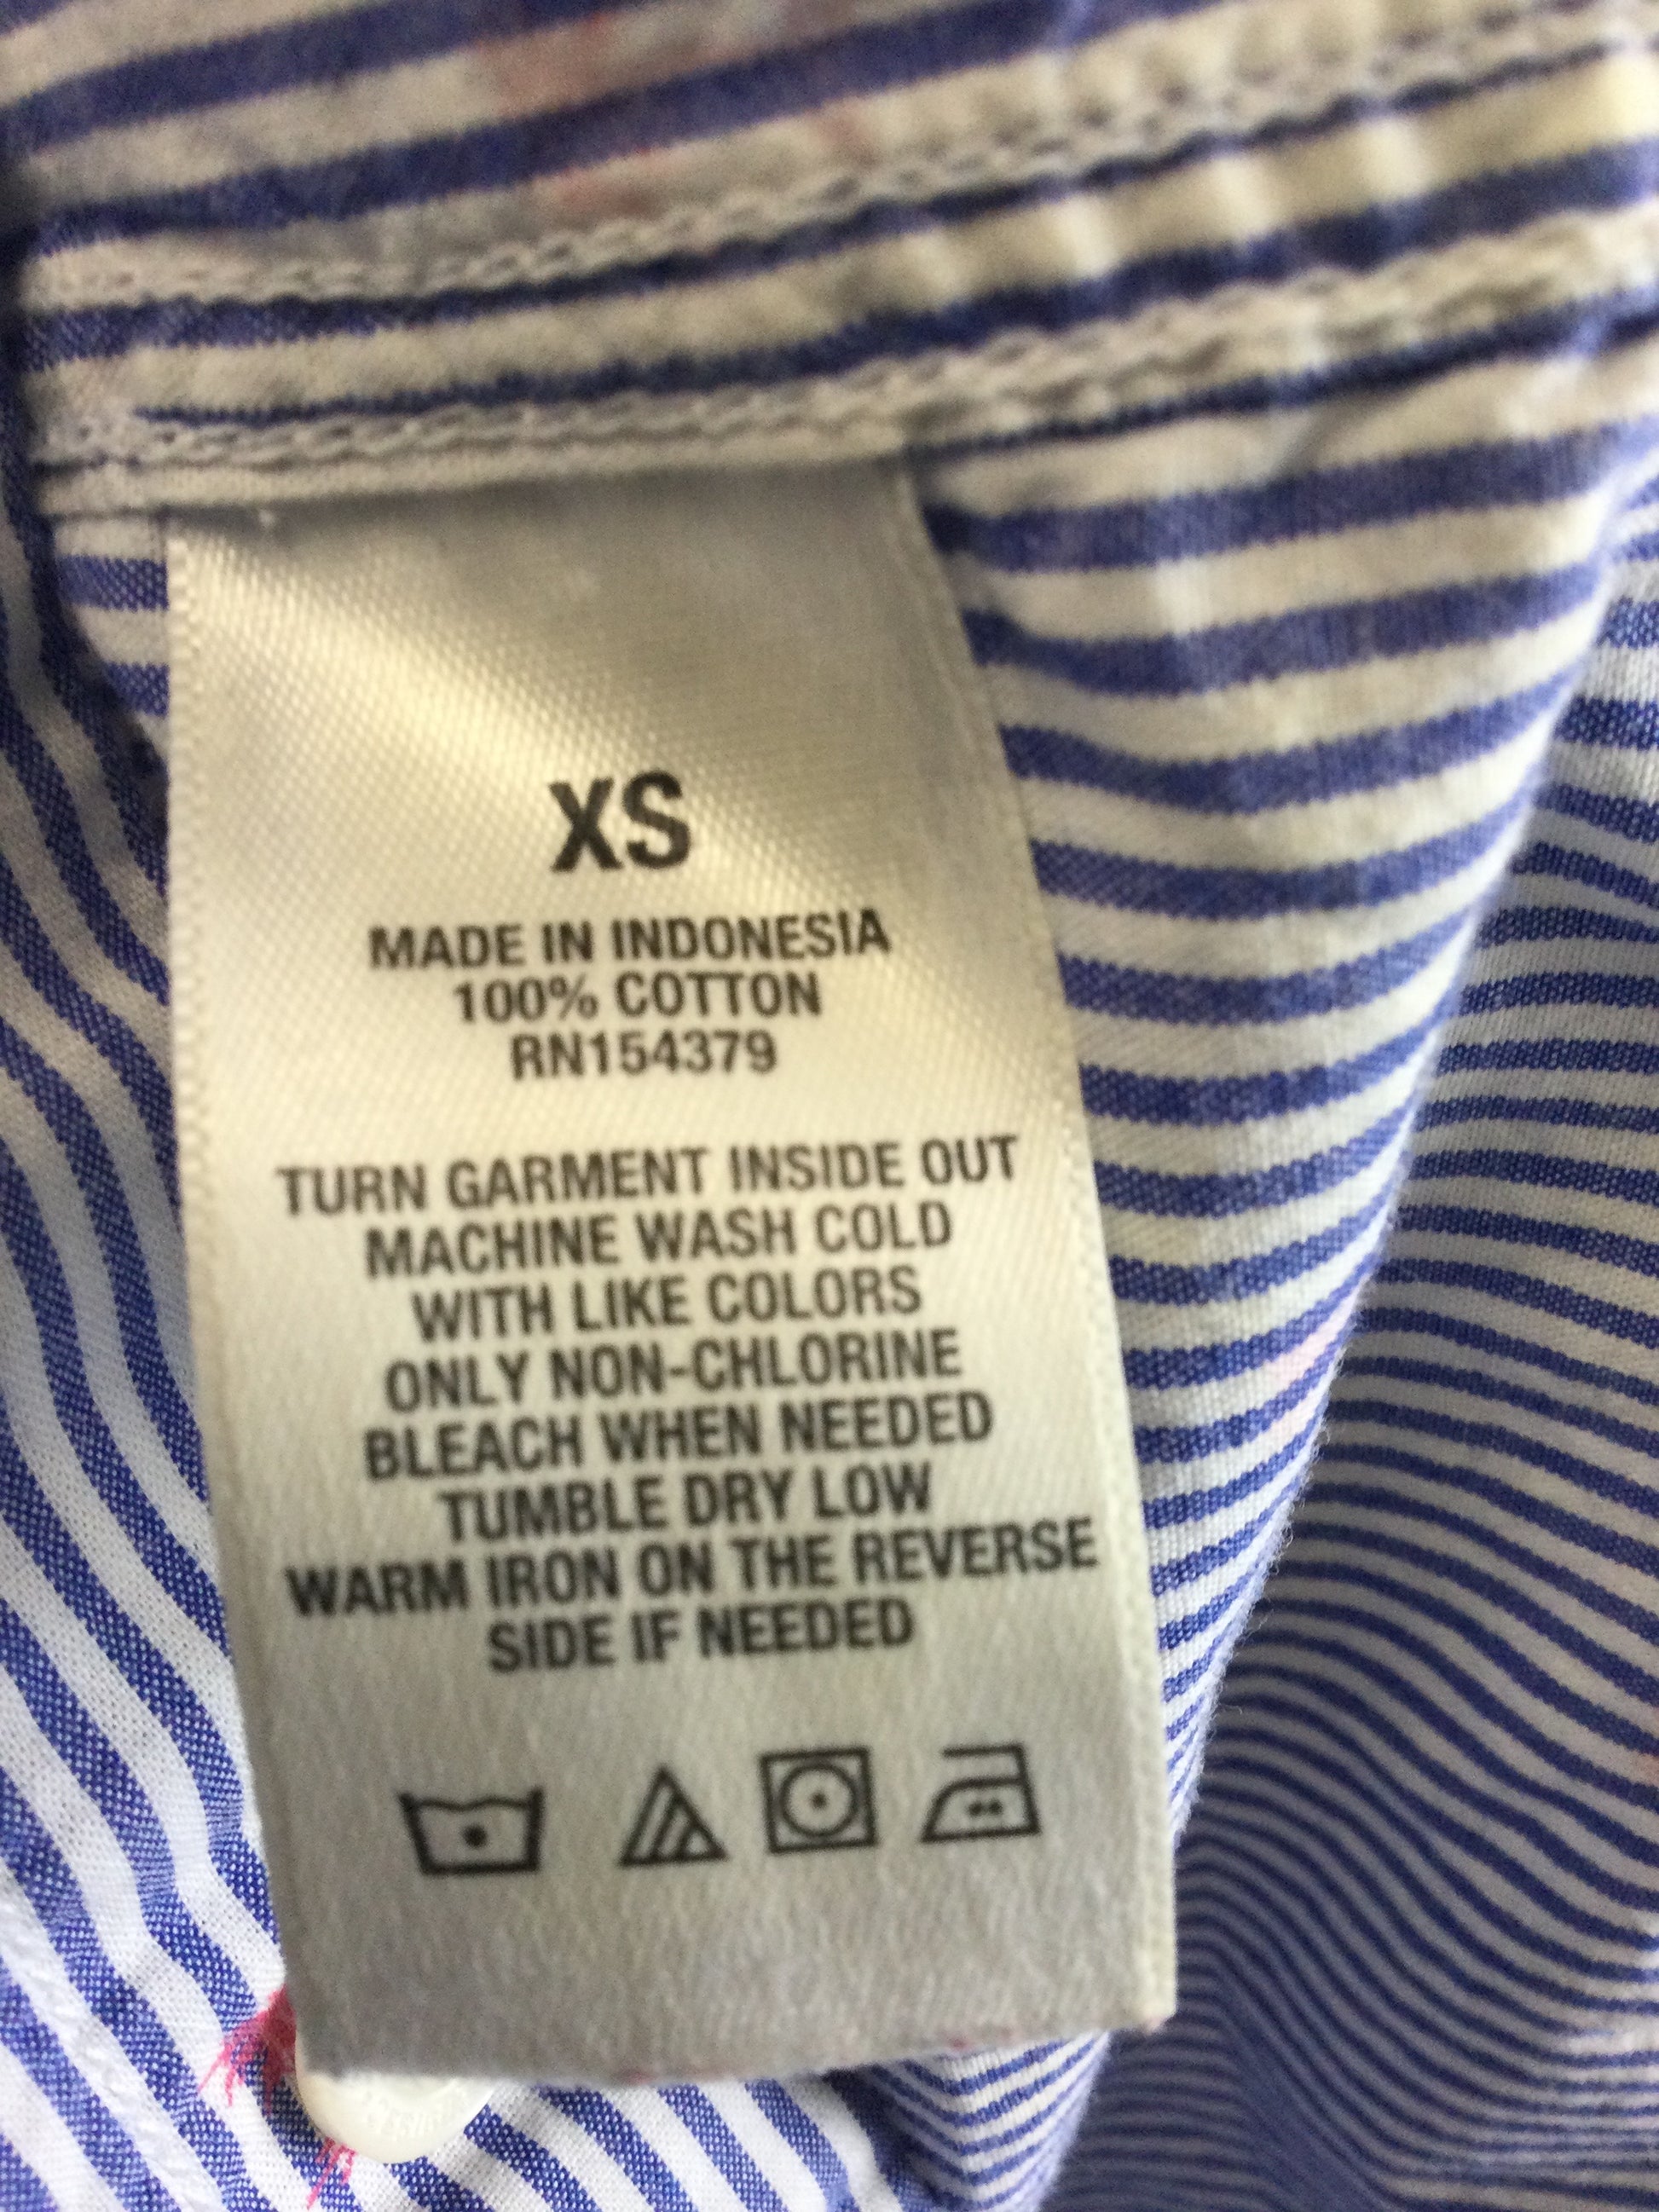 XS
MADE IN INDONESIA
100% COTTON
RN154379
TURN GARMENT INSIDE OUT
MACHINE WASH COLD
WITH LIKE COLORS
ONLY NON-CHLORINE
BLEACH WHEN NEEDED
TUMBLE DRY LOW
WARM IRON ON THE REVERSE
SIDE IF NEEDED